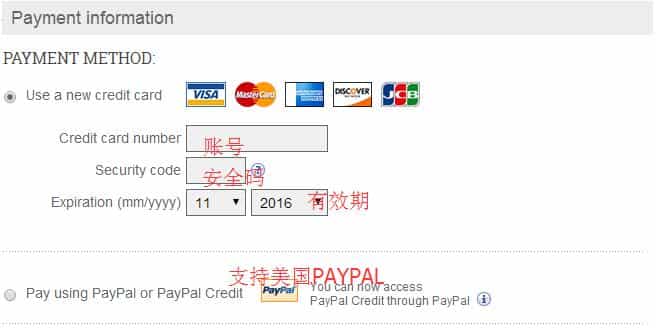 Payment information
PAYMENT METHOD:
Use a new credit card VISA MasterCard AMERICAN EXPRESS DISCOVER JCB
Credit card number 账号
Security code 安全码 ?
Expiration (mm/yyyy) 11 2016 有效期
支持美国PAYPAL
Pay using PayPal or PayPal Credit PayPal You can now access
PayPal Credit through PayPal i